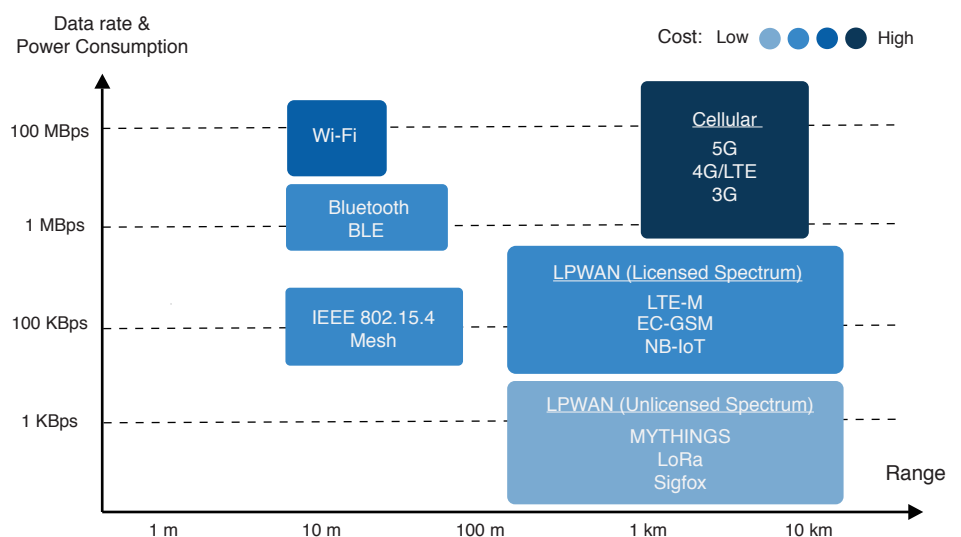 Data rate &
Power Consumption
Cost: Low High
100 MBps
Wi-Fi
Cellular
5G
4G/LTE
3G
Bluetooth
BLE
1 MBps
LPWAN (Licensed Spectrum)
LTE-M
EC-GSM
NB-IoT
IEEE 802.15.4
Mesh
100 KBps
LPWAN (Unlicensed Spectrum)
MYTHINGS
LoRa
Sigfox
1 KBps
Range
1 m 10 m 100 m 1 km 10 km